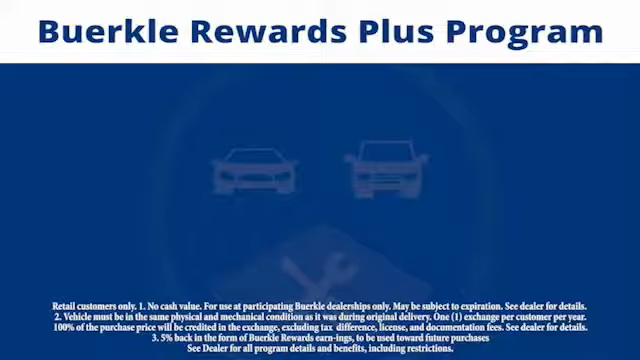 Buerkle Rewards Plus Program
Retail customers only. 1. No cash value. For use at participating Buerkle dealerships only. May be subject to expiration. See dealer for details.
2. Vehicle must be in the same physical and mechanical condition as it was during original delivery. One (1) exchange per customer per year.
100% of the purchase price will be credited in the exchange, excluding tax difference, license, and documentation fees. See dealer for details.
3. 5% back in the form of Buerkle Rewards earn-ings, to be used toward future purchases
See Dealer for all program details and benefits, including restrictions.